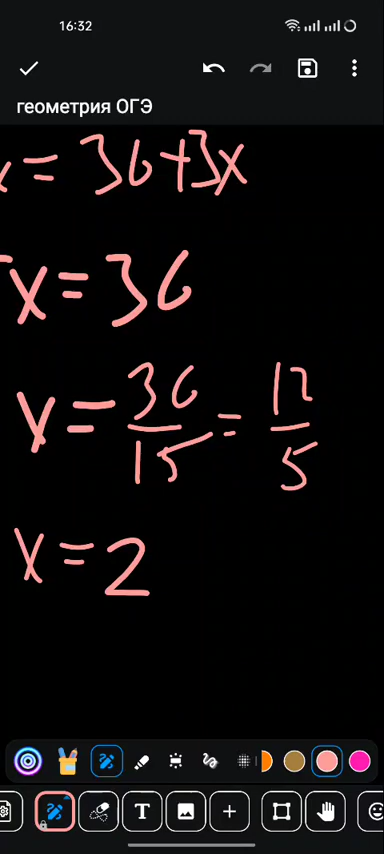 16:32
геометрия ОГЭ
x = 36+3x
x = 36
x = 36/15 = 12/5
x = 2
T